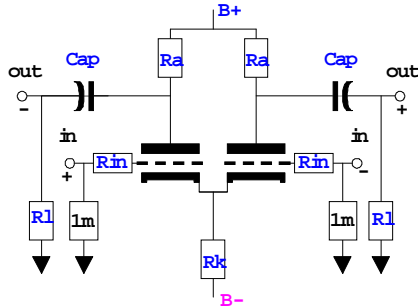 B+
Cap
Ra
Ra
Cap
out
out
-
+
in
in
+
Rin
Rin
-
Rl
1m
1m
Rl
Rk
B-